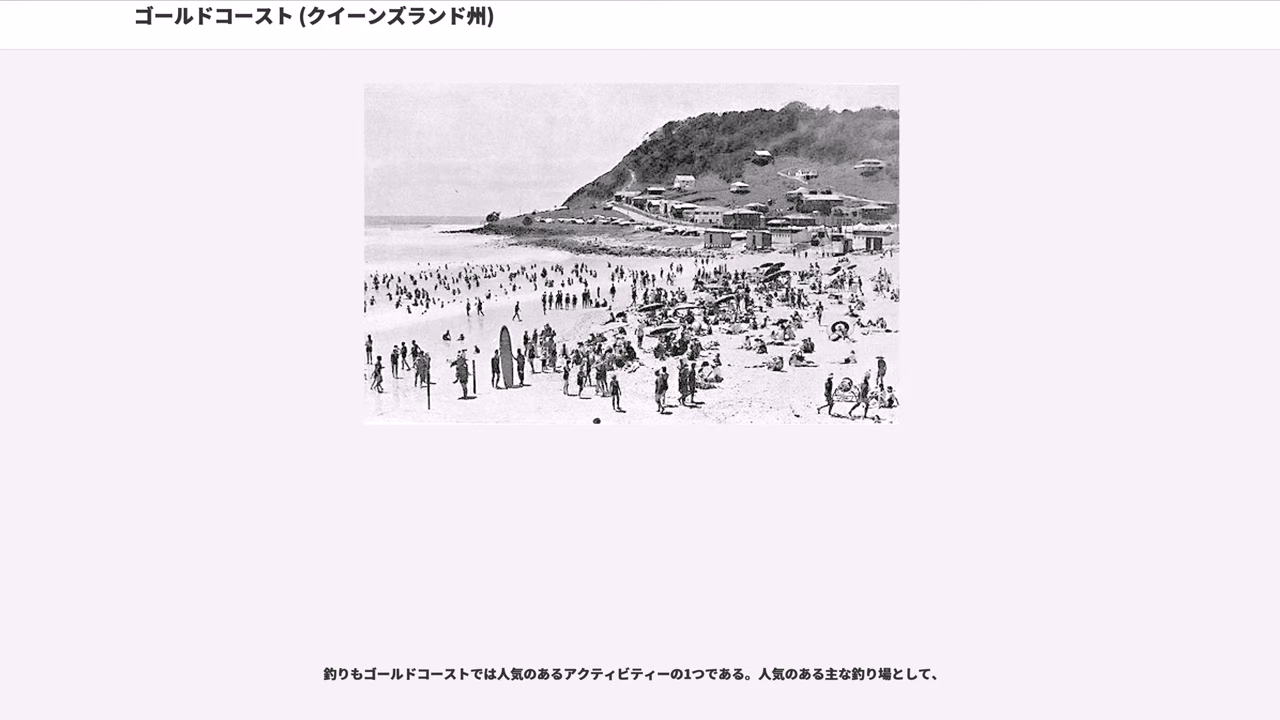 ゴールドコースト (クイーンズランド州)
釣りもゴールドコーストでは人気のあるアクティビティーの1つである。人気のある主な釣り場として、